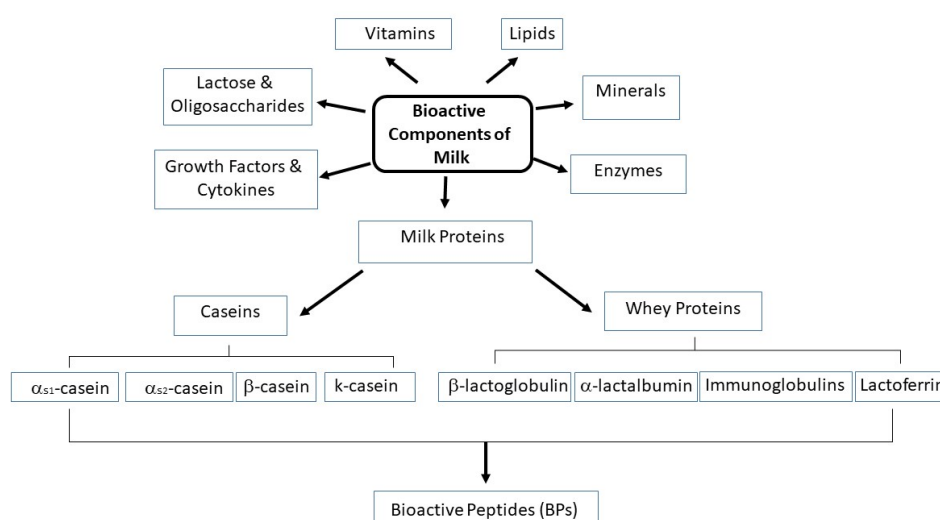 Vitamins
Lipids
Lactose &
Oligosaccharides
Bioactive
Components of
Milk
Minerals
Growth Factors &
Cytokines
Enzymes
Milk Proteins
Caseins
Whey Proteins
αs1-casein
αs2-casein
β-casein
k-casein
β-lactoglobulin
α-lactalbumin
Immunoglobulins
Lactoferrin
Bioactive Peptides (BPs)